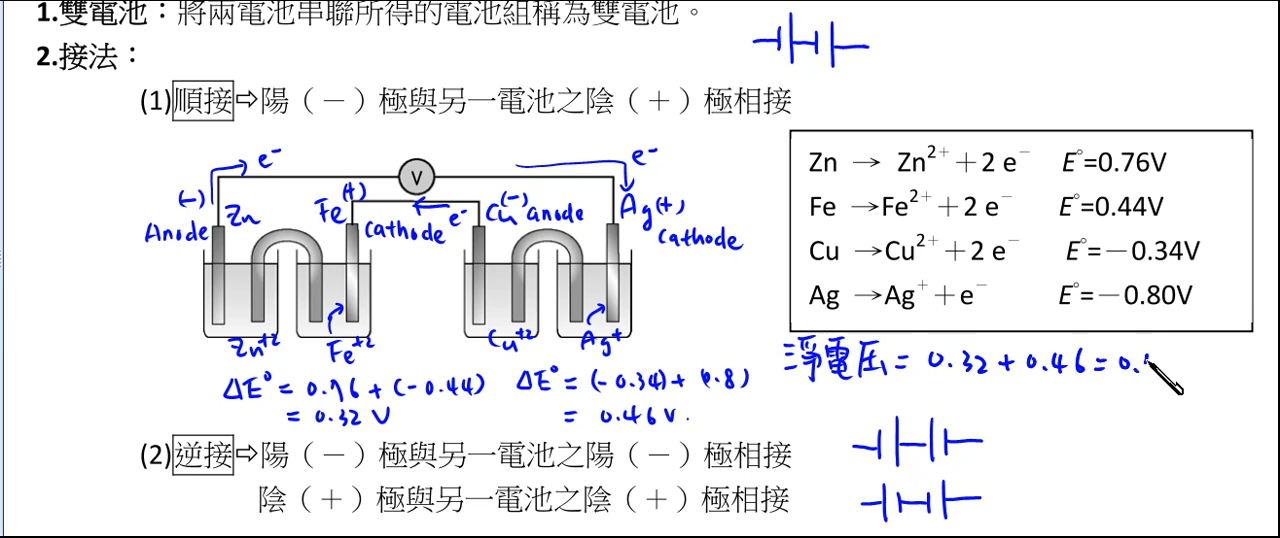 1.雙電池：將兩電池串聯所得的電池組稱為雙電池。
2.接法：
(1)順接⇨陽（－）極與另一電池之陰（＋）極相接
e⁻
V
e⁻
(-)
Anode
Zn
Fe
(+)
cathode
e⁻
Cu
(-)
anode
Ag(+)
cathode
Zn⁺²
Fe⁺²
Cu⁺²
Ag⁺
ΔE° = 0.76 + (-0.44)
= 0.32 V
ΔE° = (-0.34) + 0.8)
= 0.46 V.
Zn → Zn²⁺＋2 e⁻ E°=0.76V
Fe →Fe²⁺＋2 e⁻ E°=0.44V
Cu →Cu²⁺＋2 e⁻ E°=－0.34V
Ag →Ag⁺＋e⁻ E°=－0.80V
淨電压 = 0.32 + 0.46 = 0.
(2)逆接⇨陽（－）極與另一電池之陽（－）極相接
陰（＋）極與另一電池之陰（＋）極相接